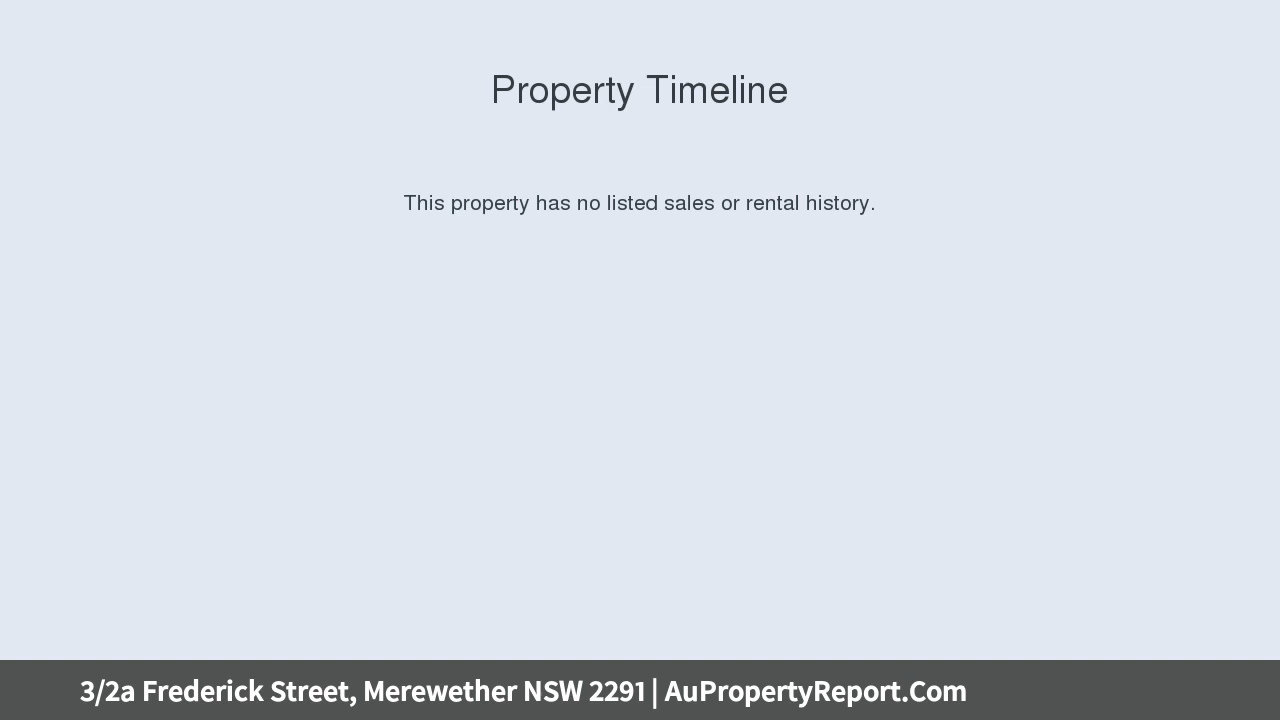 Property Timeline
This property has no listed sales or rental history.
3/2a Frederick Street, Merewether NSW 2291 | AuPropertyReport.Com